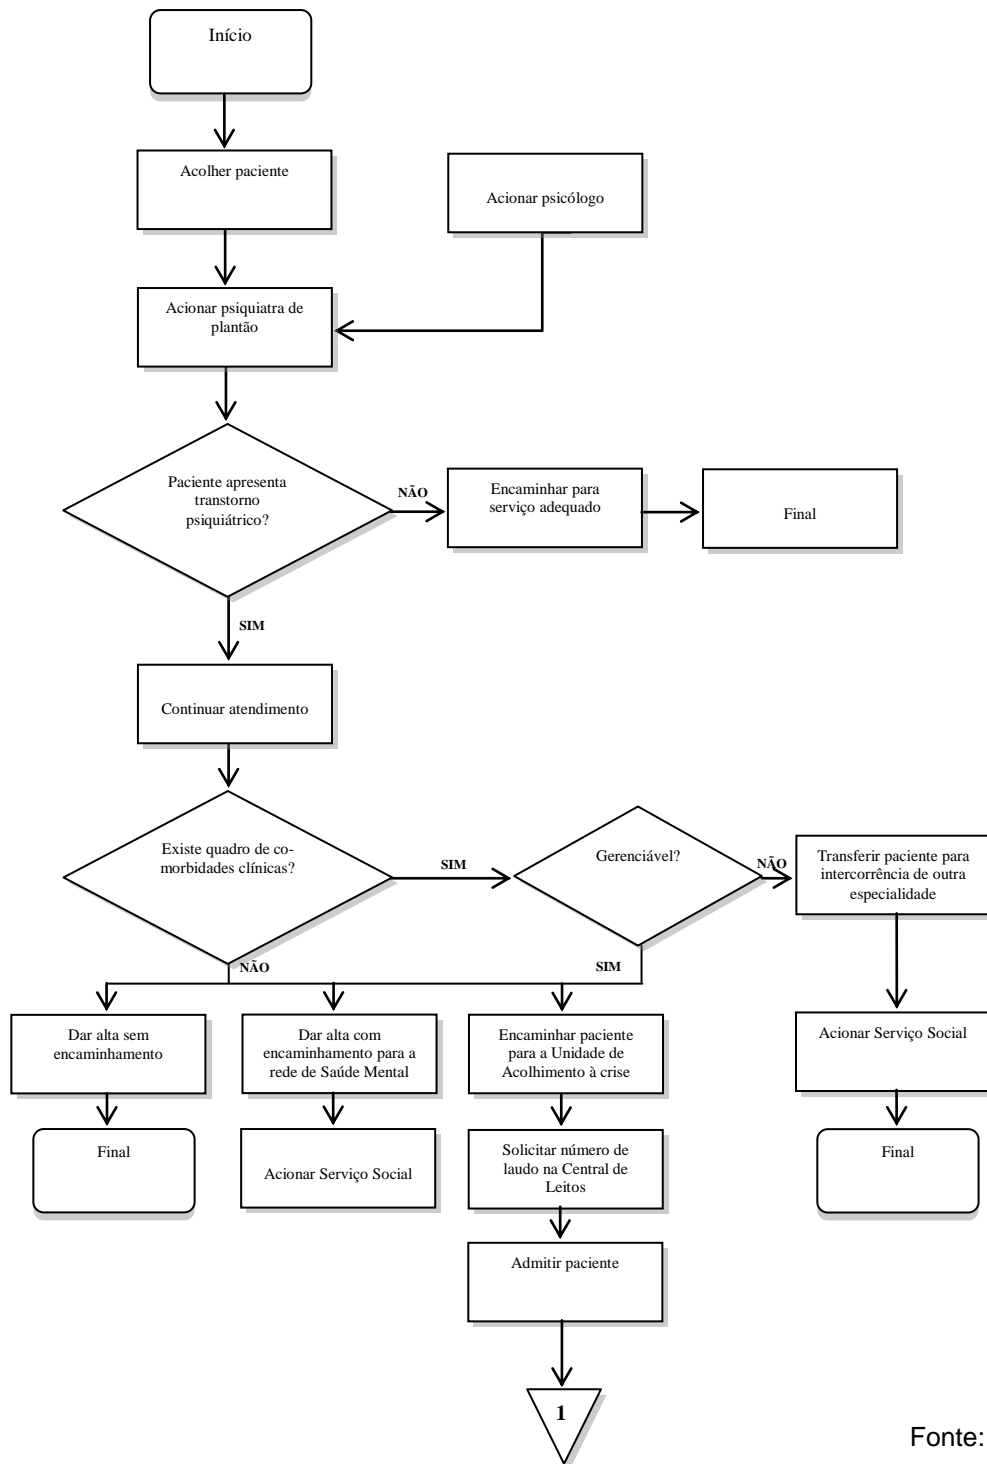 Início
Acolher paciente
Acionar psicólogo
Acionar psiquiatra de
plantão
Paciente apresenta
transtorno
psiquiátrico?
NÃO
Encaminhar para
serviço adequado
Final
SIM
Continuar atendimento
Existe quadro de co-
morbidades clínicas?
SIM
Gerenciável?
NÃO
Transferir paciente para
intercorrência de outra
especialidade
NÃO
SIM
Dar alta sem
encaminhamento
Dar alta com
encaminhamento para a
rede de Saúde Mental
Encaminhar paciente
para a Unidade de
Acolhimento à crise
Acionar Serviço Social
Final
Acionar Serviço Social
Solicitar número de
laudo na Central de
Leitos
Final
Admitir paciente
1
Fonte: